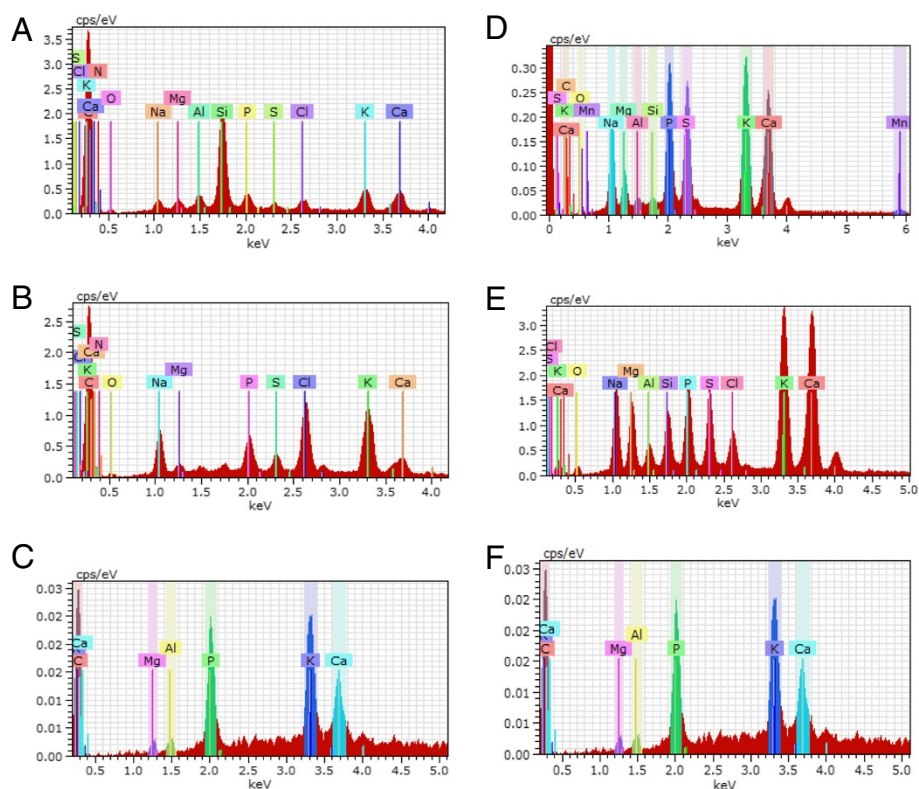 A
cps/eV
3.5
3.0
2.5
2.0
1.5
1.0
0.5
0.0
S
Cl N
K
Ca O Na Mg Al Si P S Cl K Ca
C
0.5 1.0 1.5 2.0 2.5 3.0 3.5 4.0
keV
B
cps/eV
2.5
2.0
1.5
1.0
0.5
0.0
S
N
Ca
K Mg
C O Na P S Cl K Ca
0.5 1.0 1.5 2.0 2.5 3.0 3.5 4.0
keV
C
cps/eV
0.03
0.02
0.02
0.01
0.01
0.00
Ca Al
C Mg P K Ca
0.5 1.0 1.5 2.0 2.5 3.0 3.5 4.0 4.5 5.0
keV
D
cps/eV
0.30
0.25
0.20
0.15
0.10
0.05
0.00
C
S O
K Mn Mg Si
Ca Na Al P S K Ca Mn
0 1 2 3 4 5 6
keV
E
cps/eV
3.0
2.5
2.0
1.5
1.0
0.5
0.0
Cl
S
K O Mg
Ca Na Al Si P S Cl K Ca
0.5 1.0 1.5 2.0 2.5 3.0 3.5 4.0 4.5 5.0
keV
F
cps/eV
0.03
0.02
0.02
0.01
0.01
0.00
Ca Al
C Mg P K Ca
0.5 1.0 1.5 2.0 2.5 3.0 3.5 4.0 4.5 5.0
keV